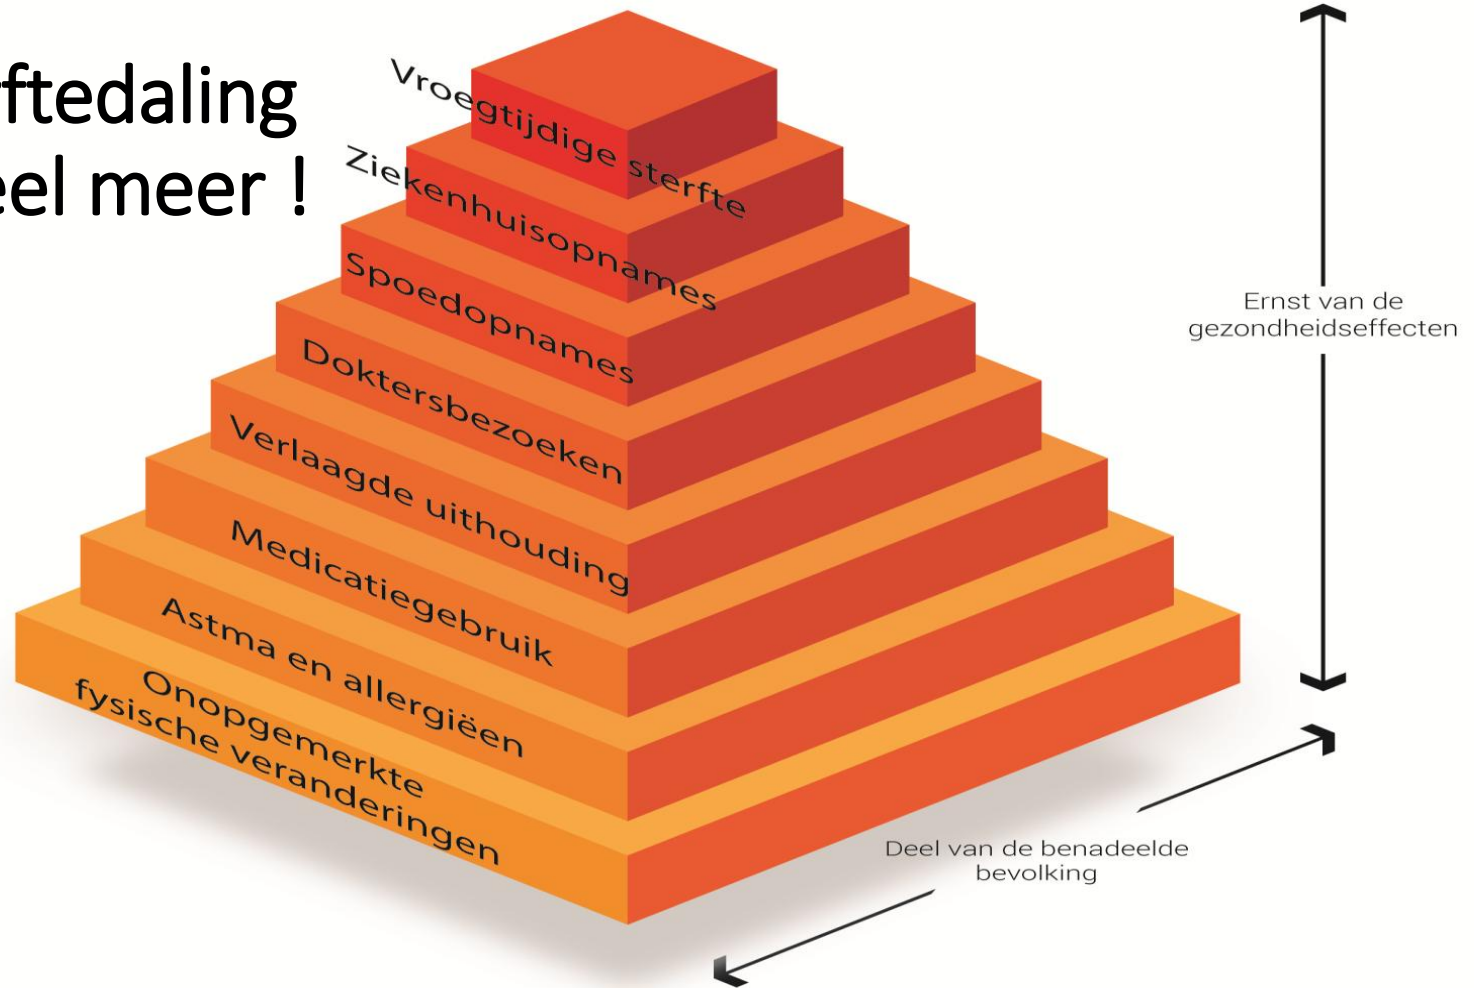 ftedaling
eel meer !
Vroegtijdige sterfte
Ziekenhuisopnames
Spoedopnames
Doktersbezoeken
Verlaagde uithouding
Medicatiegebruik
Astma en allergiëen
Onopgemerkte
fysische veranderingen
Ernst van de
gezondheidseffecten
Deel van de benadeelde
bevolking